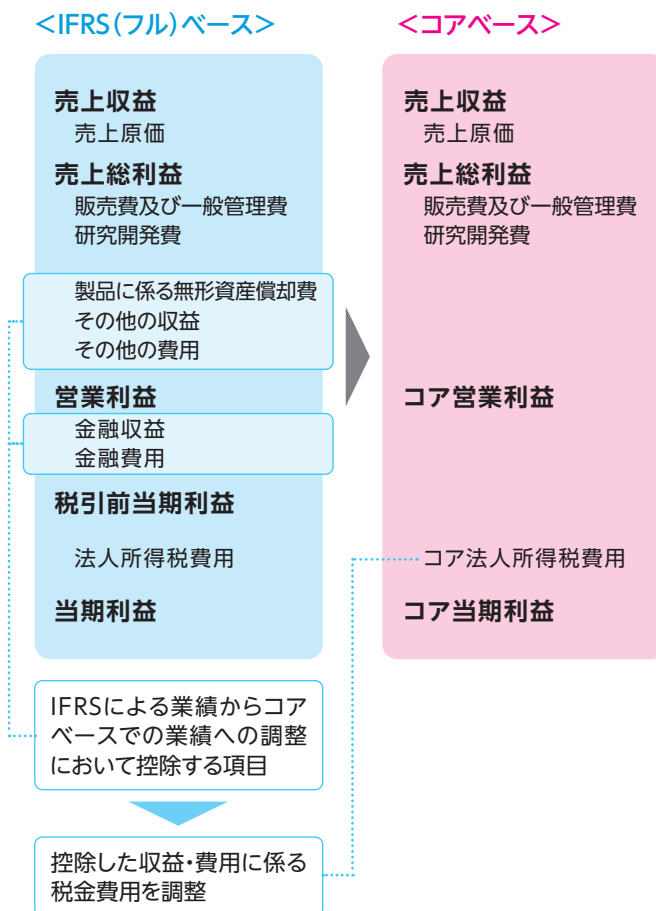 <IFRS(フル)ベース>
売上収益
売上原価
売上総利益
販売費及び一般管理費
研究開発費
製品に係る無形資産償却費
その他の収益
その他の費用
営業利益
金融収益
金融費用
税引前当期利益
法人所得税費用
当期利益
<コアベース>
売上収益
売上原価
売上総利益
販売費及び一般管理費
研究開発費
コア営業利益
コア法人所得税費用
コア当期利益
IFRSによる業績からコア
ベースでの業績への調整
において控除する項目
控除した収益・費用に係る
税金費用を調整